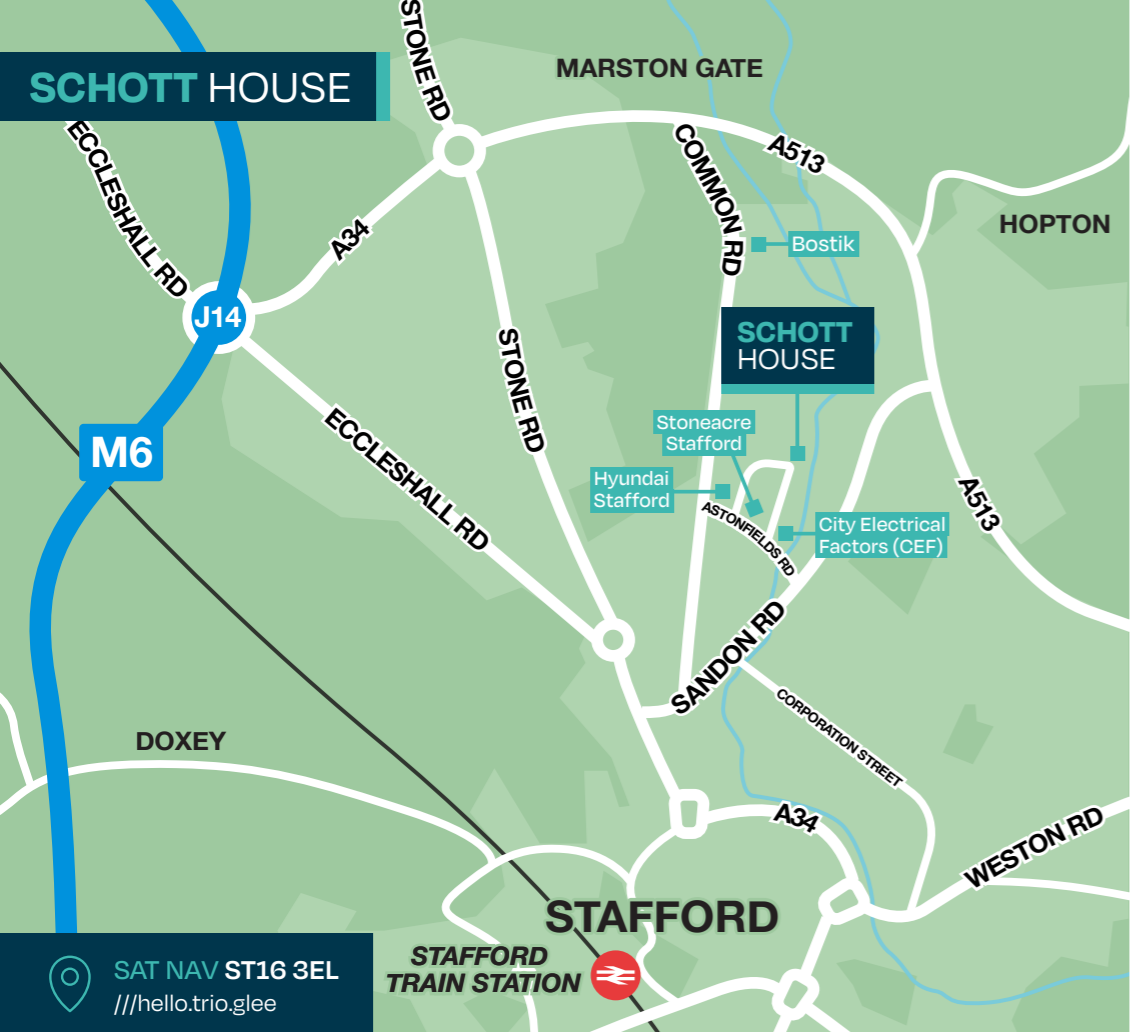 STONE RD
SCHOTT HOUSE
MARSTON GATE
ECCLESHALL RD
COMMON RD
A513
HOPTON
A34
Bostik
J14
SCHOTT
HOUSE
STONE RD
ECCLESHALL RD
Stoneacre
Stafford
M6
Hyundai
Stafford
ASTONFIELDS RD
City Electrical
Factors (CEF)
A513
SANDON RD
CORPORATION STREET
DOXEY
A34
WESTON RD
STAFFORD
STAFFORD
TRAIN STATION
SAT NAV ST16 3EL
///hello.trio.glee